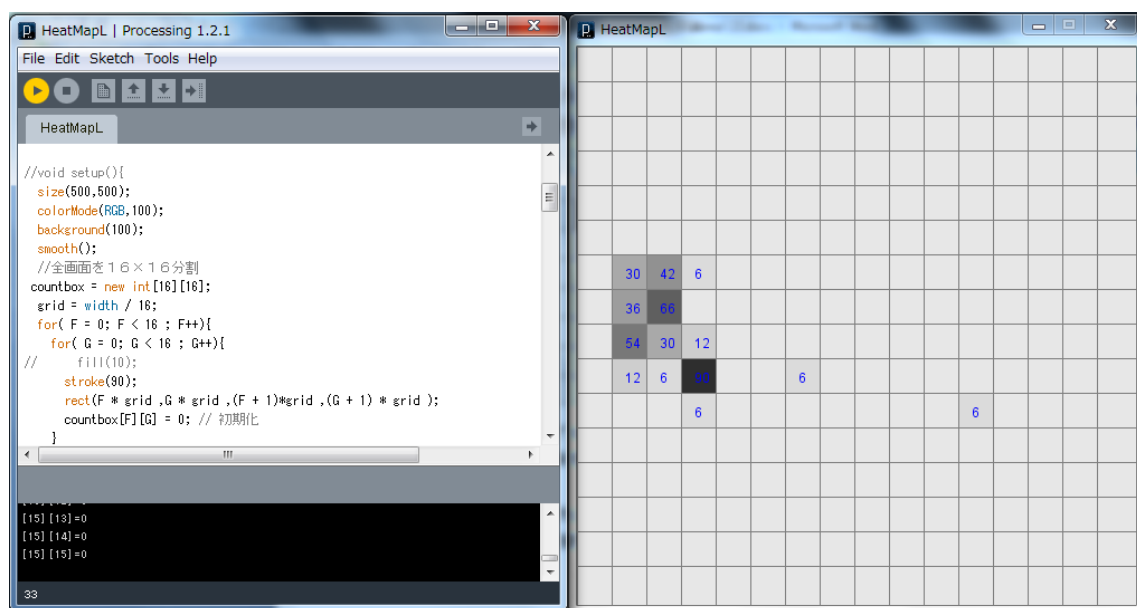 HeatMapL | Processing 1.2.1
File Edit Sketch Tools Help
HeatMapL
//void setup(){
size(500,500);
colorMode(RGB,100);
background(100);
smooth();
//全画面を１６×１６分割
countbox = new int[16][16];
grid = width / 16;
for( F = 0; F < 16 ; F++){
for( G = 0; G < 16 ; G++){
// fill(10);
stroke(90);
rect(F * grid ,G * grid ,(F + 1)*grid ,(G + 1) * grid );
countbox[F][G] = 0; // 初期化
}
[15][13]=0
[15][14]=0
[15][15]=0
33
HeatMapL
30 42 6
36 66
54 30 12
12 6 90 6
6 6